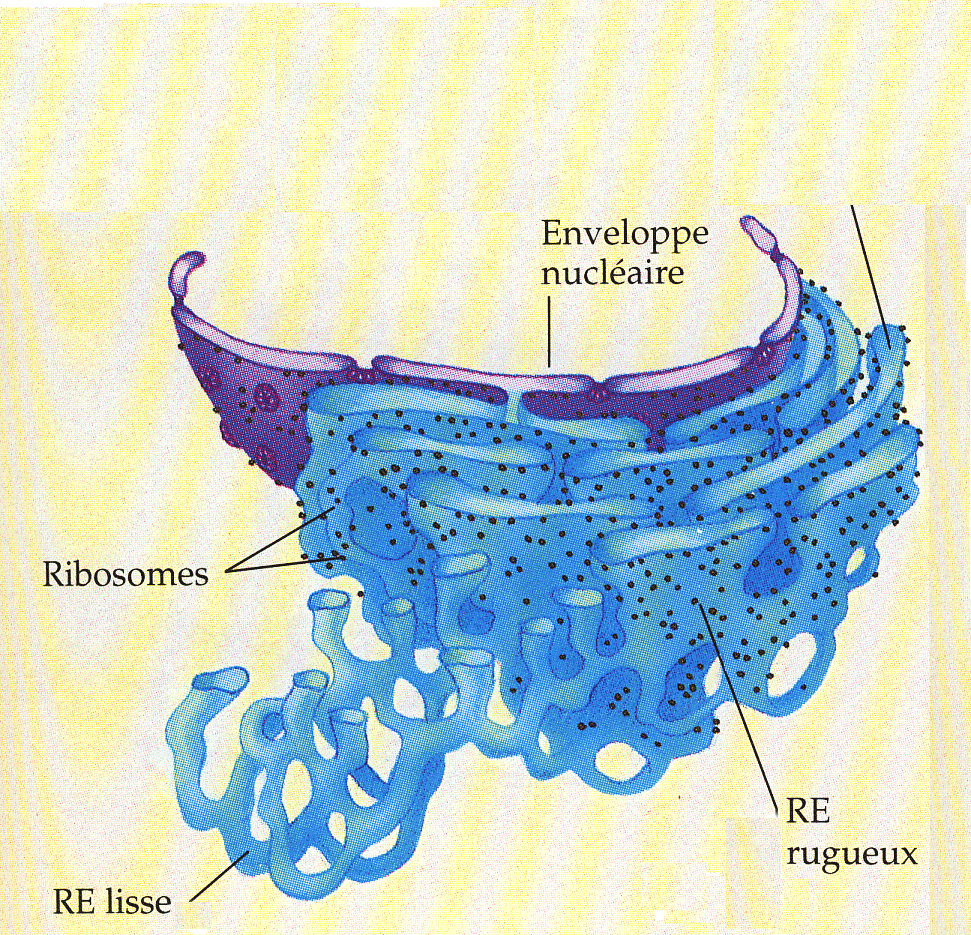 Enveloppe
nucléaire
Ribosomes
RE
rugueux
RE lisse